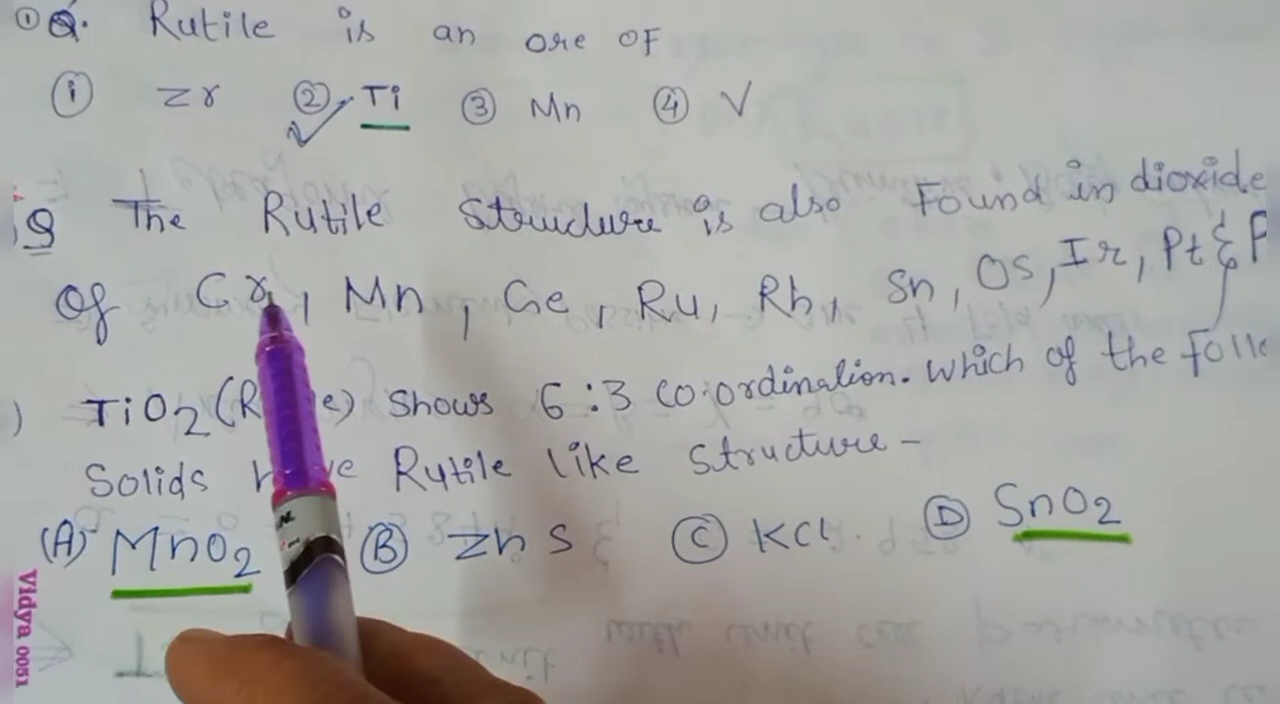 ① Q. Rutile is an ore of
① Zr ② Ti ③ Mn ④ V
Q The Rutile Structure is also Found in dioxide
of Cr, Mn, Ge, Ru, Rh, Sn, Os, Ir, Pt &
) TiO2 (R e) Shows 6:3 co-ordination. which of the
Solids Rutile like Structure -
(A) MnO2 (B) ZnS (C) KCl. (D) SnO2
Vidya 0051